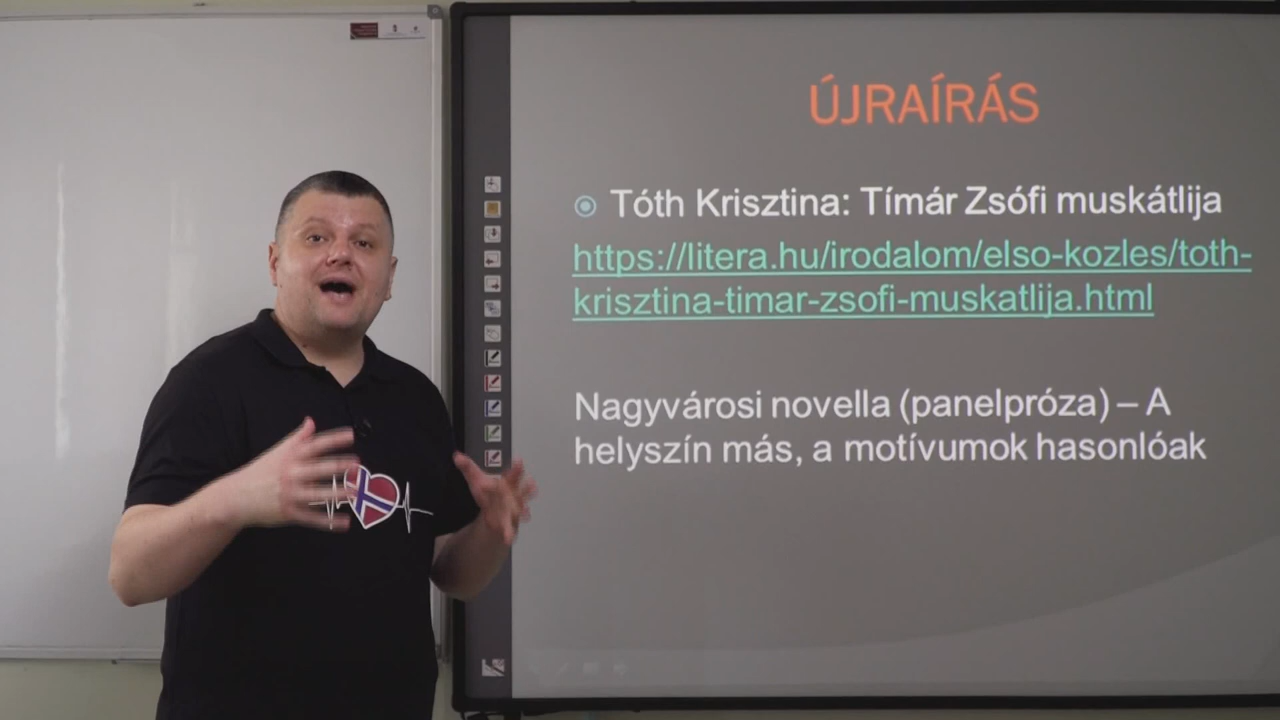 ÚJRAÍRÁS
Tóth Krisztina: Tímár Zsófi muskátlija
https://litera.hu/irodalom/elso-kozles/toth-
krisztina-timar-zsofi-muskatlija.html
Nagyvárosi novella (panelpróza) – A
helyszín más, a motívumok hasonlóak